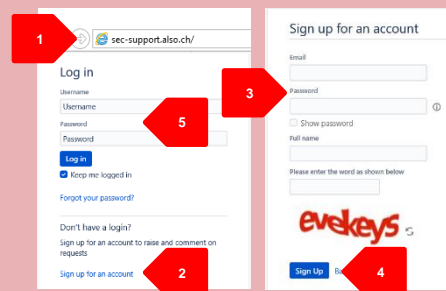 1
sec-support.also.ch/
Log in
Username
Username
Password
Password
5
Log in
Keep me logged in
Forgot your password?
Don't have a login?
Sign up for an account to raise and comment on
requests
Sign up for an account
2
Sign up for an account
Email
3
Password
Show password
Full name
Please enter the word as shown below
evekeys
Sign Up
4